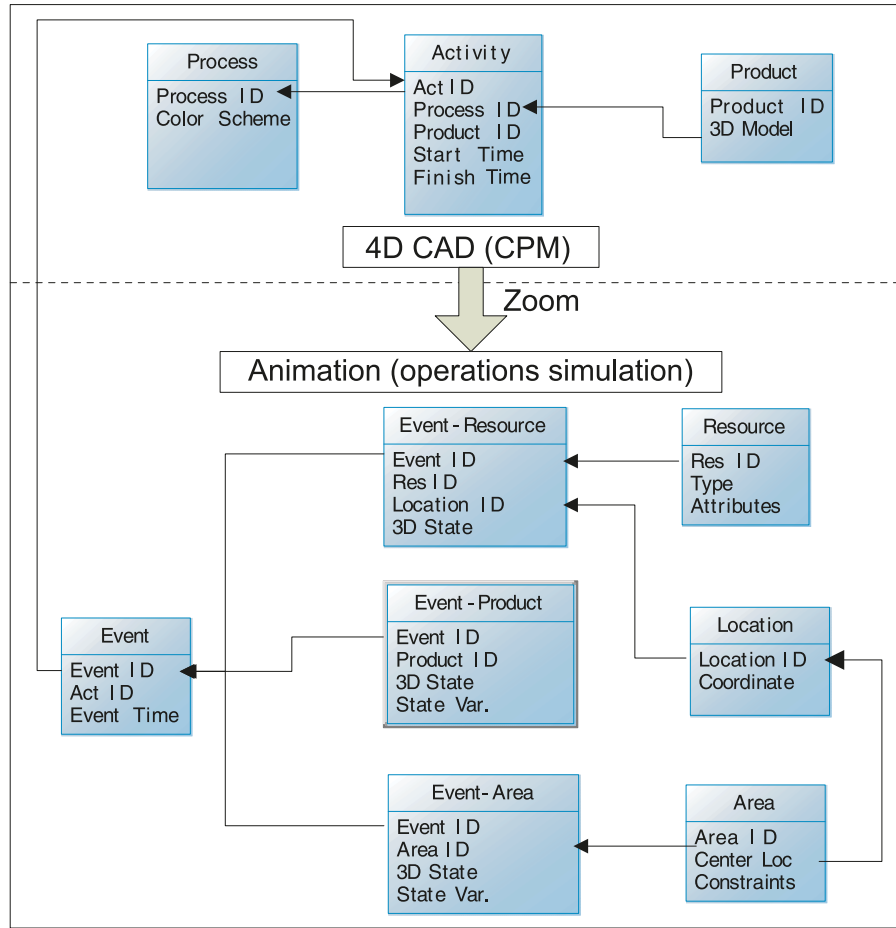 Process
Process ID
Color Scheme
Activity
Act ID
Process ID
Product ID
Start Time
Finish Time
Product
Product ID
3D Model
4D CAD (CPM)
Zoom
Animation (operations simulation)
Event-Resource
Event ID
Res ID
Location ID
3D State
Resource
Res ID
Type
Attributes
Event-Product
Event ID
Product ID
3D State
State Var.
Location
Location ID
Coordinate
Event
Event ID
Act ID
Event Time
Event-Area
Event ID
Area ID
3D State
State Var.
Area
Area ID
Center Loc
Constraints